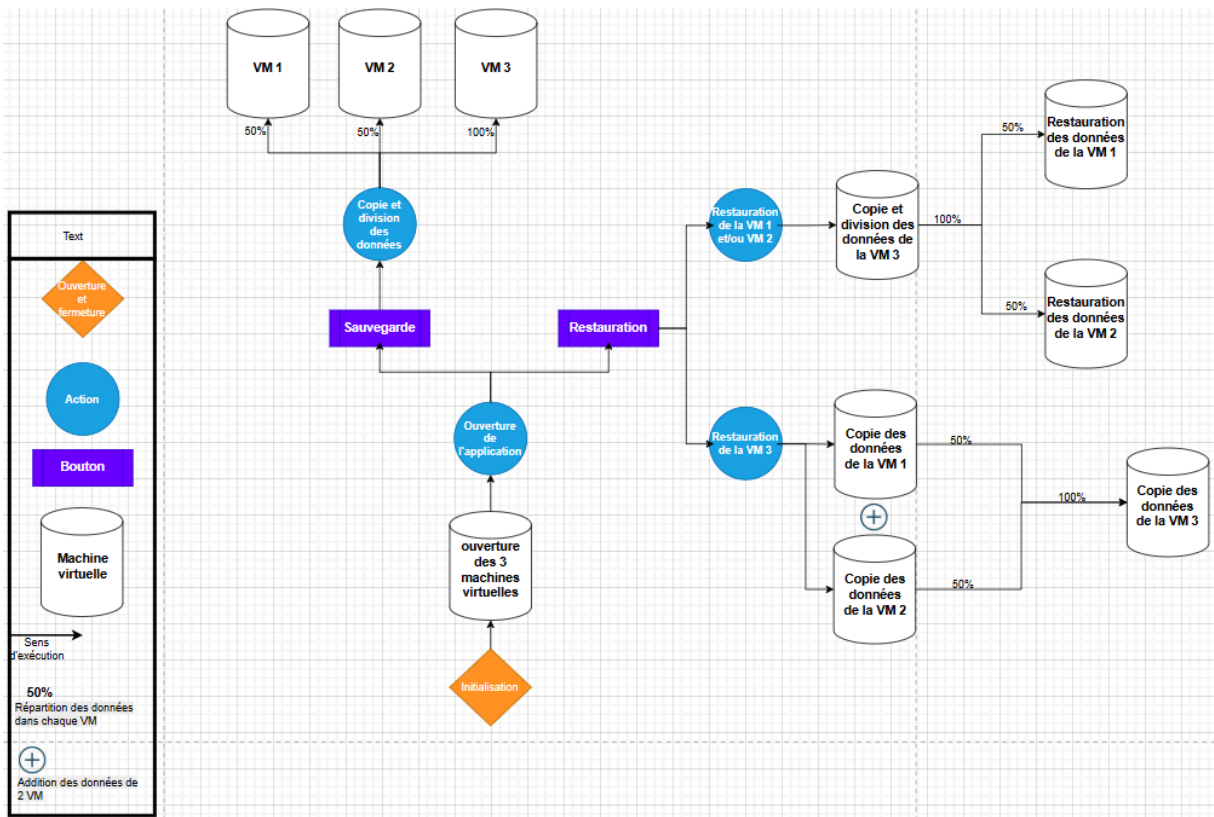 VM 1
VM 2
VM 3
50%
50%
100%
Copie et
division
des
données
Sauvegarde
Restauration
Ouverture
de
l'application
ouverture
des 3
machines
virtuelles
Initialisation
Restauration
de la VM 1
et/ou VM 2
Copie et
division des
données de
la VM 3
100%
50%
Restauration
des données
de la VM 1
50%
Restauration
des données
de la VM 2
Restauration
de la VM 3
Copie des
données
de la VM 1
50%
Copie des
données
de la VM 2
50%
100%
Copie des
données
de la VM 3
Text
Ouverture
et
fermeture
Action
Bouton
Machine
virtuelle
Sens
d'exécution
50%
Répartition des données
dans chaque VM
Addition des données de
2 VM